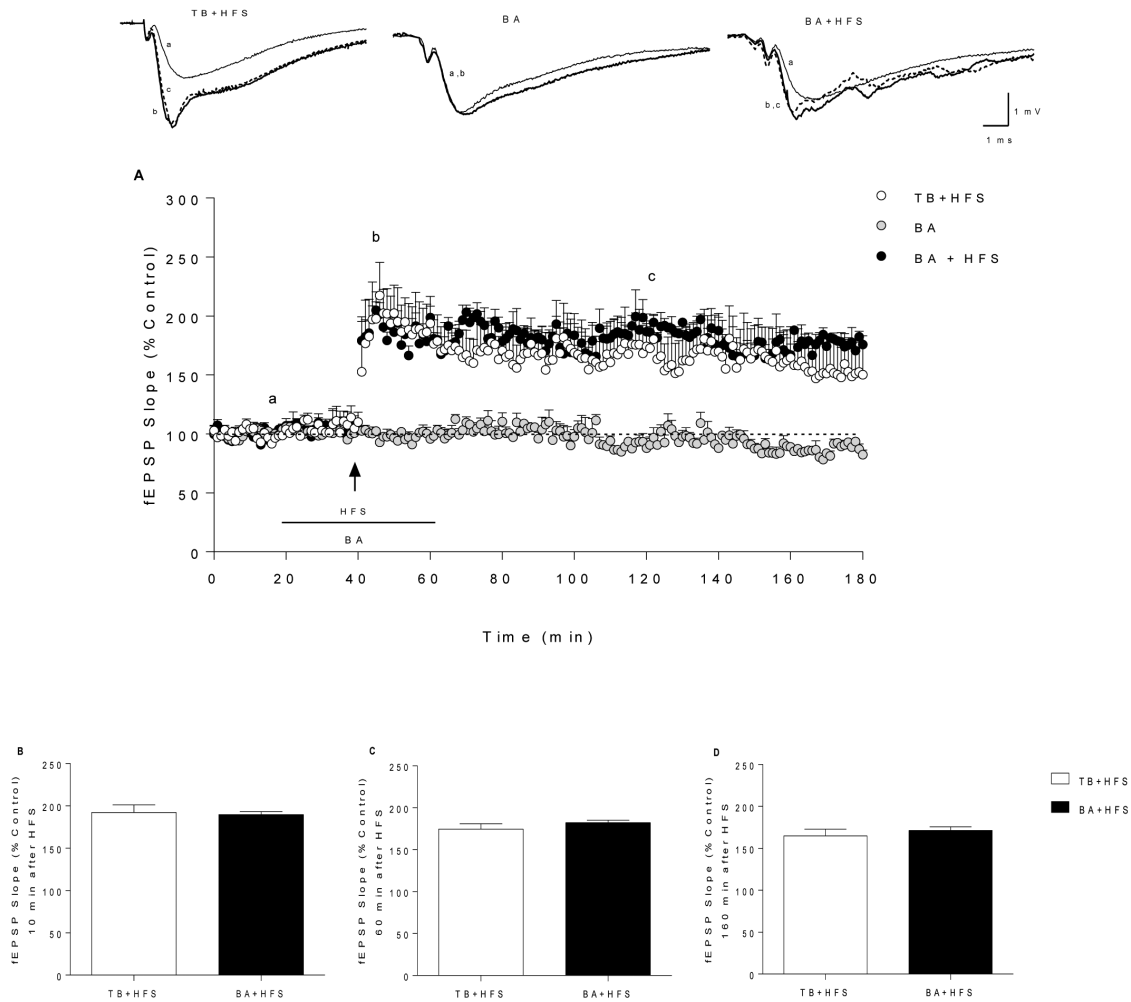 TB+HFS
BA
BA+HFS
a
c
b
a,b
a
b,c
1 mV
1 ms
A
300
250
200
150
100
50
0
fEPSP Slope (% Control)
a
b
c
HFS
BA
TB+HFS
BA
BA + HFS
0 20 40 60 80 100 120 140 160 180
Time (min)
B
fEPSP Slope (% Control)
10 min after HFS
250
200
150
100
50
0
TB+HFS BA+HFS
C
fEPSP Slope (% Control)
60 min after HFS
250
200
150
100
50
0
TB+HFS BA+HFS
D
fEPSP Slope (% Control)
160 min after HFS
250
200
150
100
50
0
TB+HFS BA+HFS
TB+HFS
BA+HFS